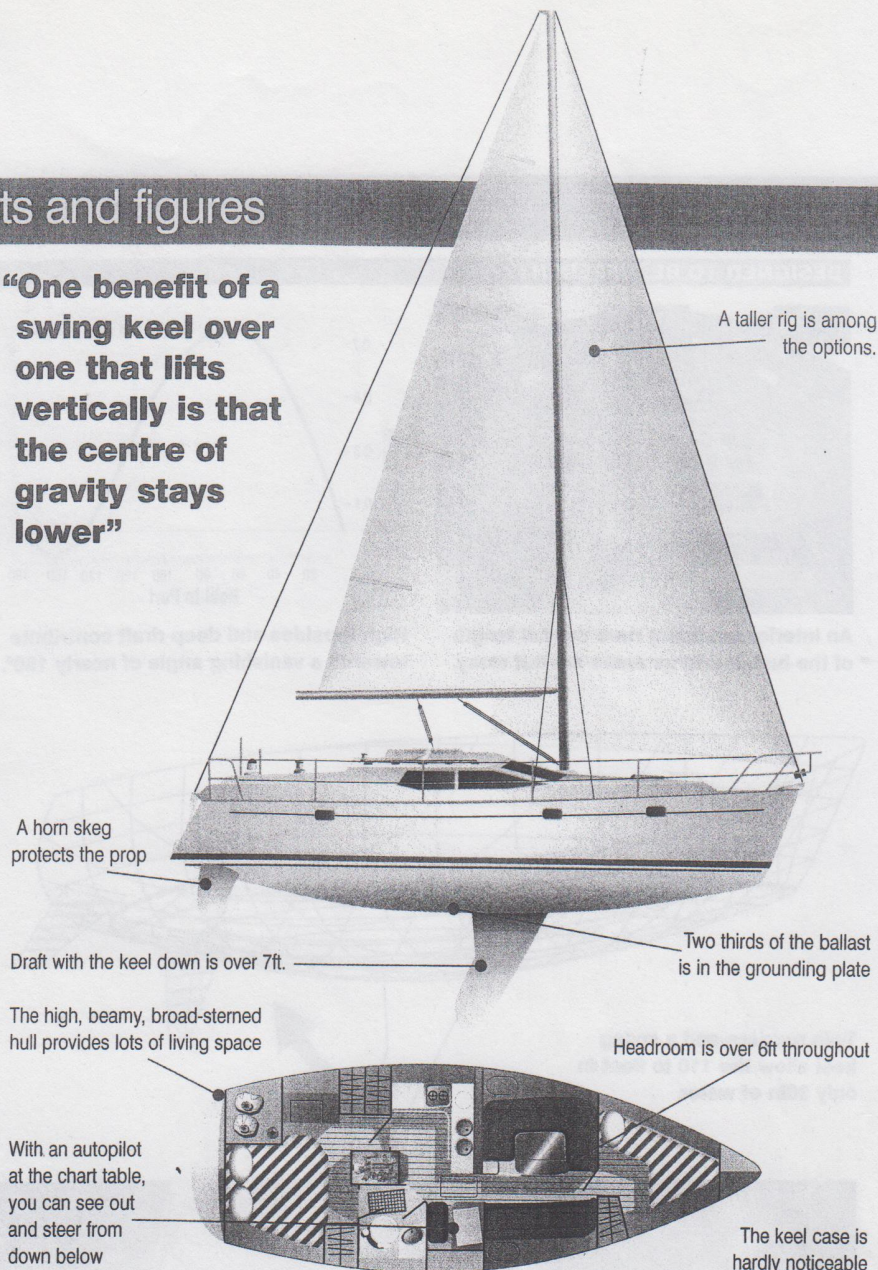 ts and figures
“One benefit of a
swing keel over
one that lifts
vertically is that
the centre of
gravity stays
lower”
A taller rig is among
the options.
A horn skeg
protects the prop
Two thirds of the ballast
is in the grounding plate
Draft with the keel down is over 7ft.
The high, beamy, broad-sterned
hull provides lots of living space
Headroom is over 6ft throughout
With an autopilot
at the chart table,
you can see out
and steer from
down below
The keel case is
hardly noticeable